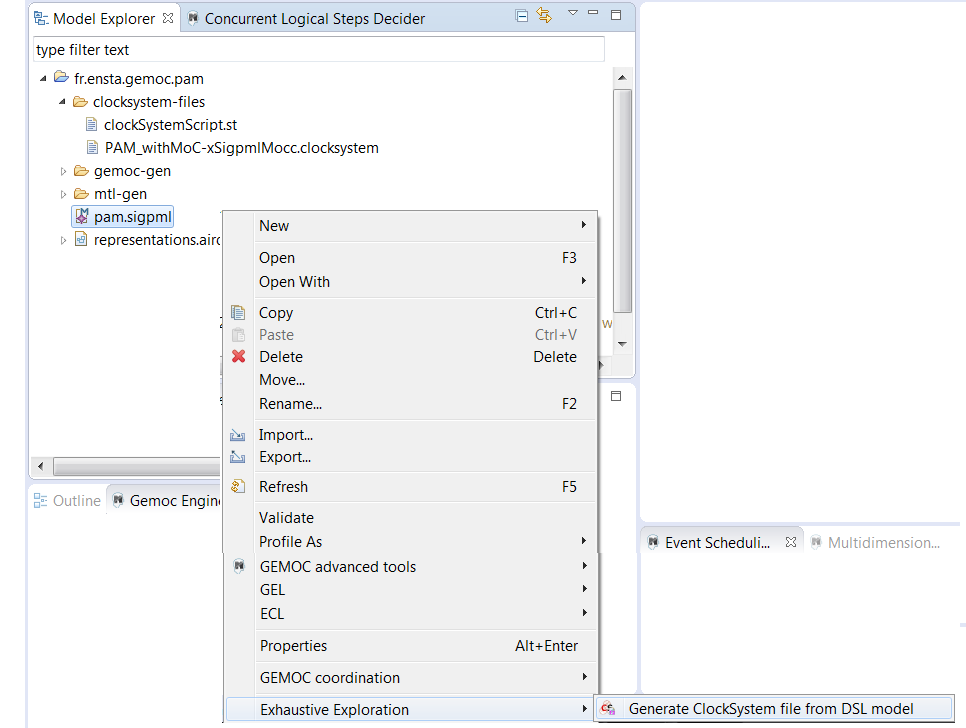 Model Explorer
Concurrent Logical Steps Decider
type filter text
fr.ensta.gemoc.pam
clocksystem-files
clockSystemScript.st
PAM_withMoC-xSigpmlMocc.clocksystem
gemoc-gen
mtl-gen
pam.sigpml
representations.aird
New
Open F3
Open With
Copy Ctrl+C
Paste Ctrl+V
Delete Delete
Move...
Rename... F2
Import...
Export...
Refresh F5
Validate
Profile As
GEMOC advanced tools
GEL
ECL
Properties Alt+Enter
GEMOC coordination
Exhaustive Exploration
Generate ClockSystem file from DSL model
Outline
Gemoc Engin
Event Scheduli...
Multidimension...